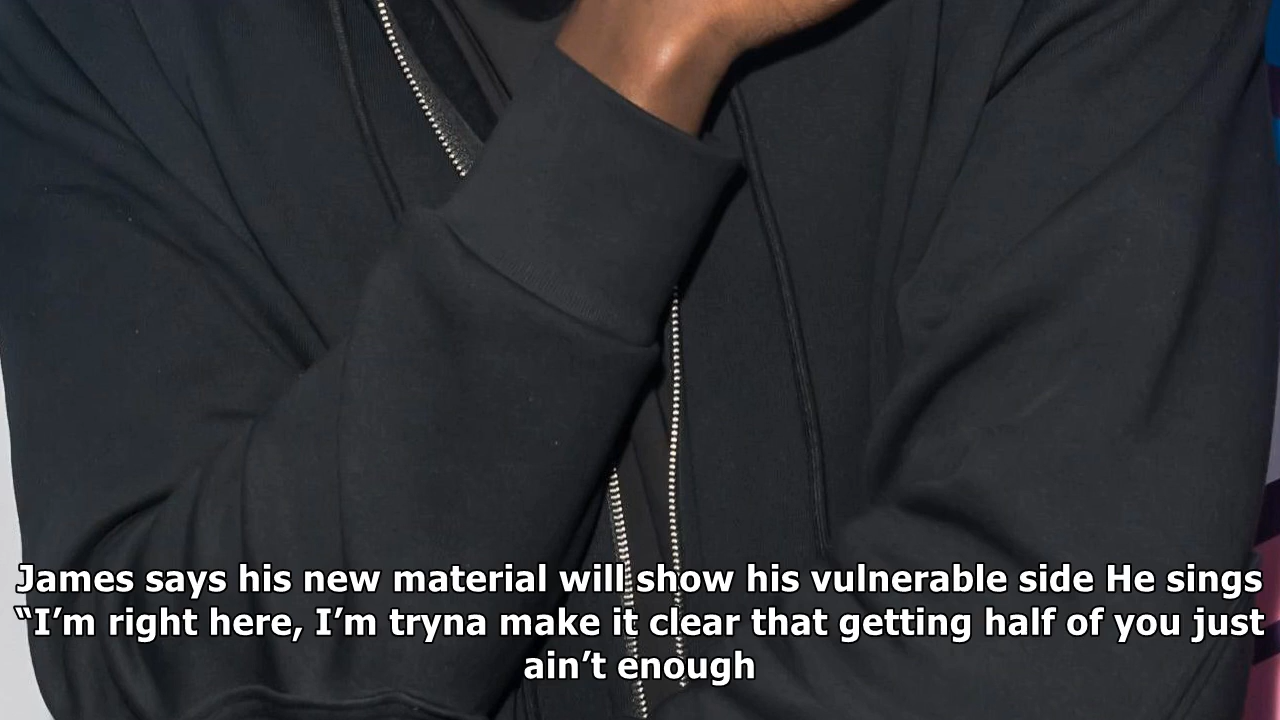 James says his new material will show his vulnerable side He sings
“I’m right here, I’m tryna make it clear that getting half of you just
ain’t enough